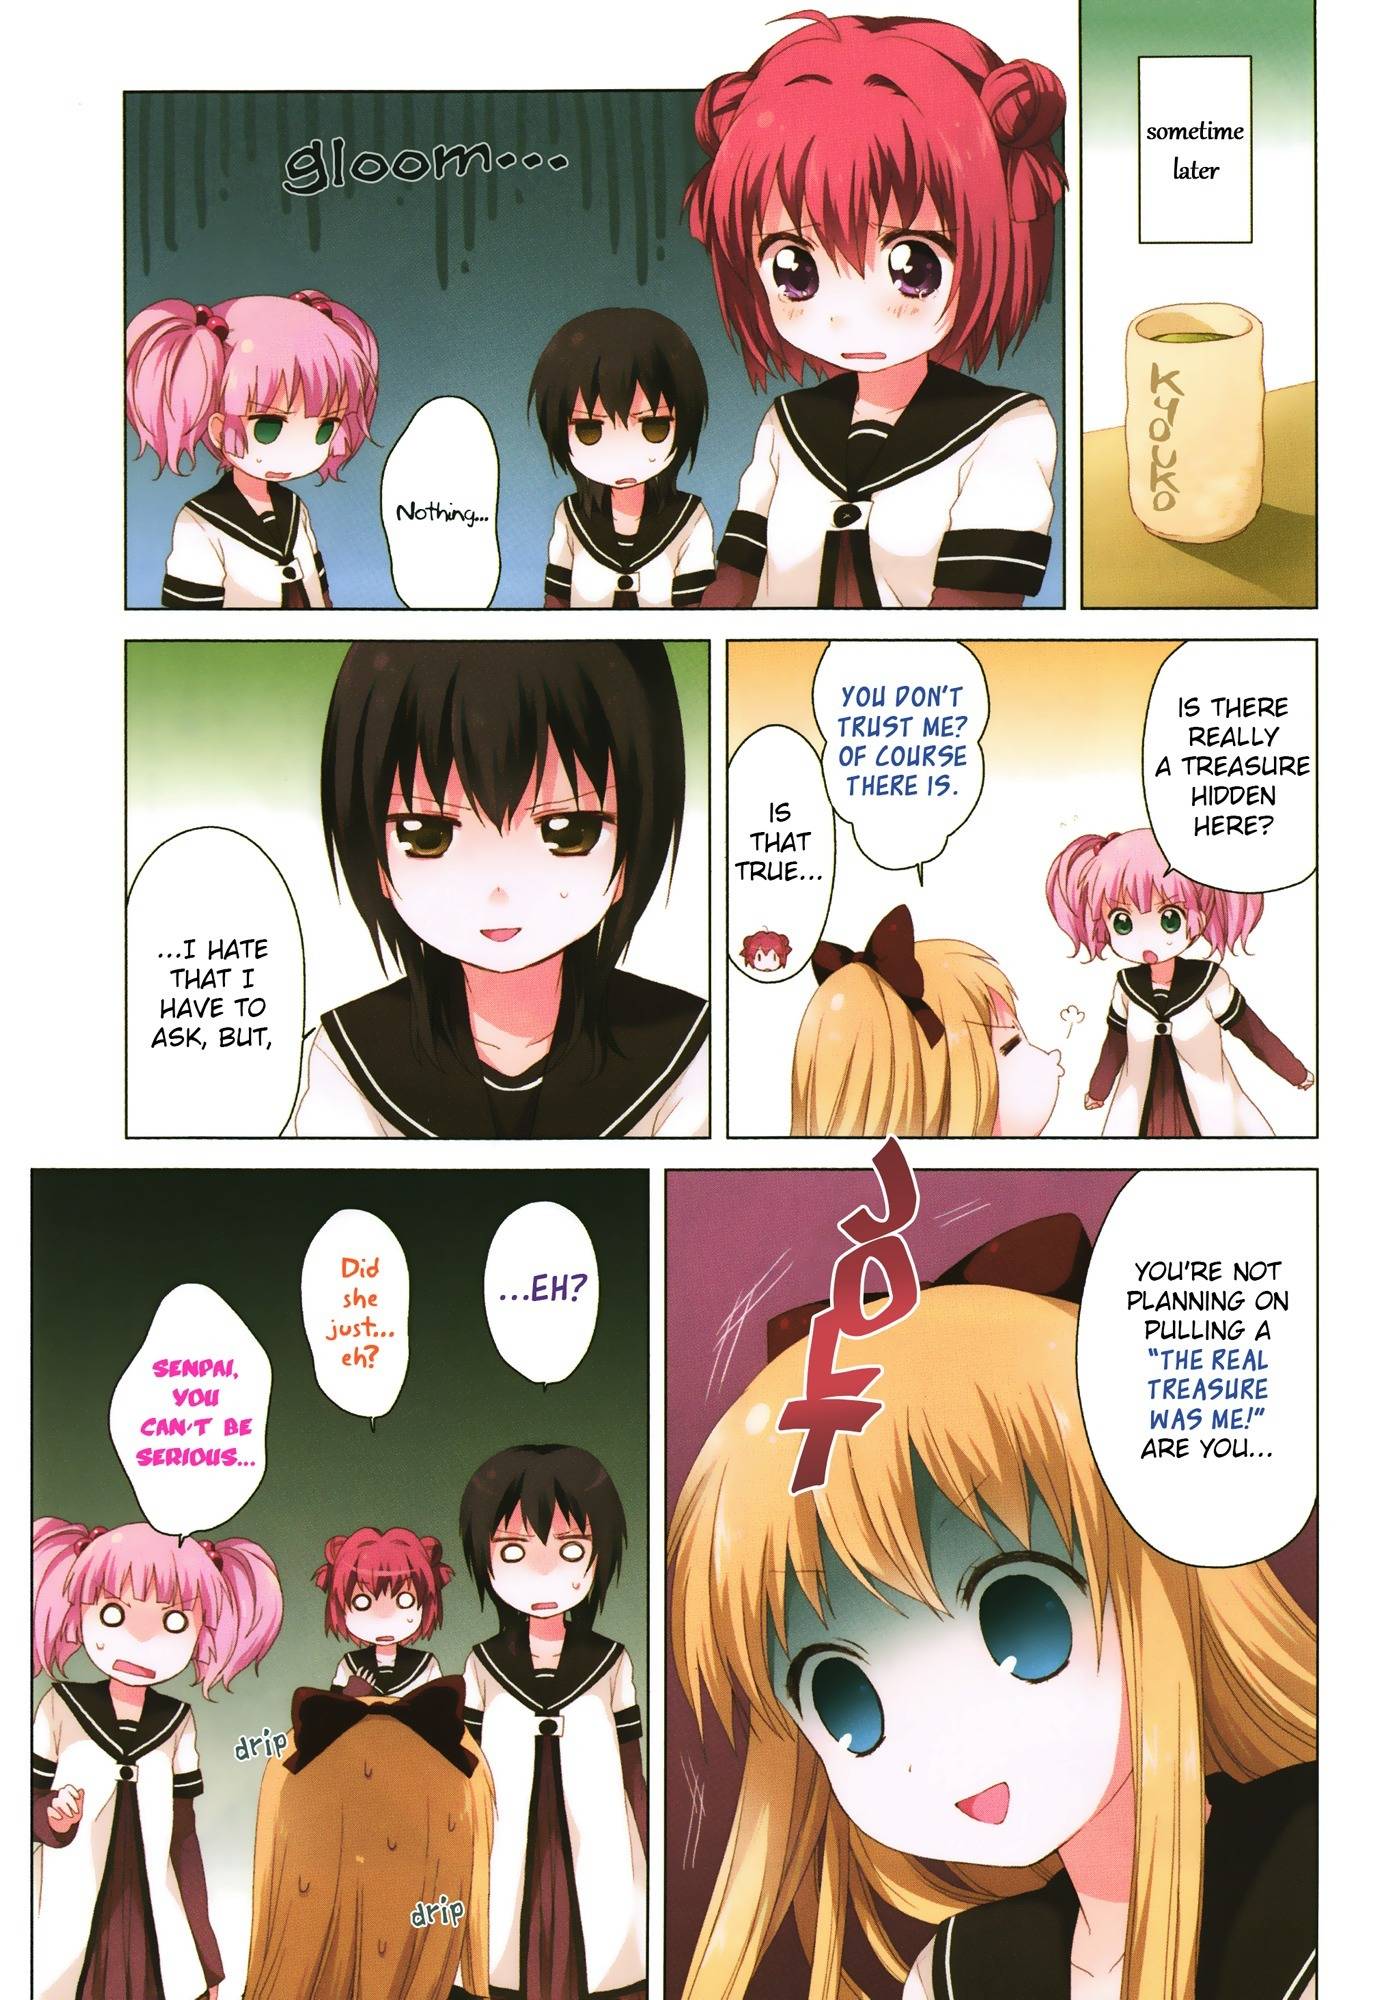 sometime
later
Kyouko
gloom...
Nothing...
IS THERE
REALLY
A TREASURE
HIDDEN
HERE?
YOU DON'T
TRUST ME?
OF COURSE
THERE IS.
IS
THAT
TRUE...
...I HATE
THAT I
HAVE TO
ASK, BUT,
YOU'RE NOT
PLANNING ON
PULLING A
"THE REAL
TREASURE
WAS ME!"
ARE YOU...
JOLT
...EH?
Did
she
just...
eh?
SENPAI,
YOU
CAN'T BE
SERIOUS...
drip
drip